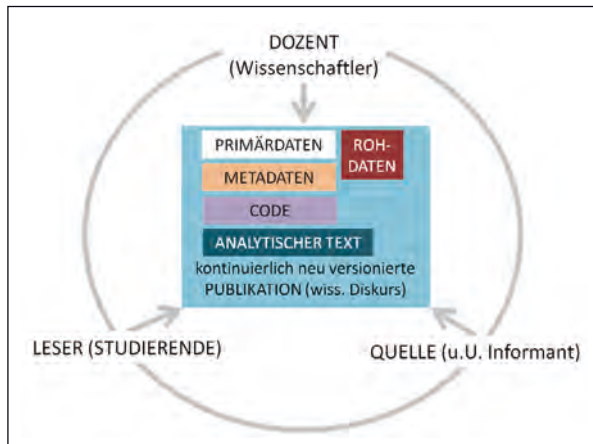 DOZENT
(Wissenschaftler)
PRIMÄRDATEN
ROH-
DATEN
METADATEN
CODE
ANALYTISCHER TEXT
kontinuierlich neu versionierte
PUBLIKATION (wiss. Diskurs)
LESER (STUDIERENDE)
QUELLE (u.U. Informant)